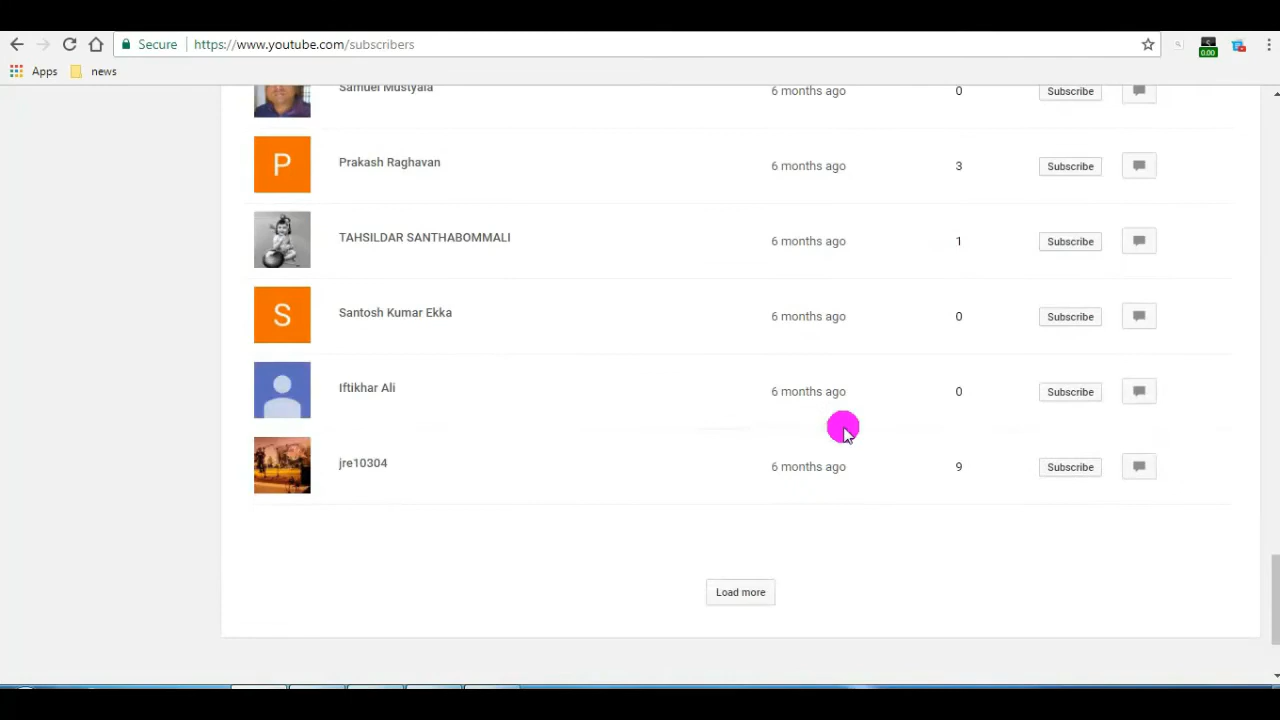 Secure https://www.youtube.com/subscribers
0.00
Apps news
Samuel Mustyala 6 months ago 0 Subscribe
P Prakash Raghavan 6 months ago 3 Subscribe
TAHSILDAR SANTHABOMMALI 6 months ago 1 Subscribe
S Santosh Kumar Ekka 6 months ago 0 Subscribe
Iftikhar Ali 6 months ago 0 Subscribe
jre10304 6 months ago 9 Subscribe
Load more